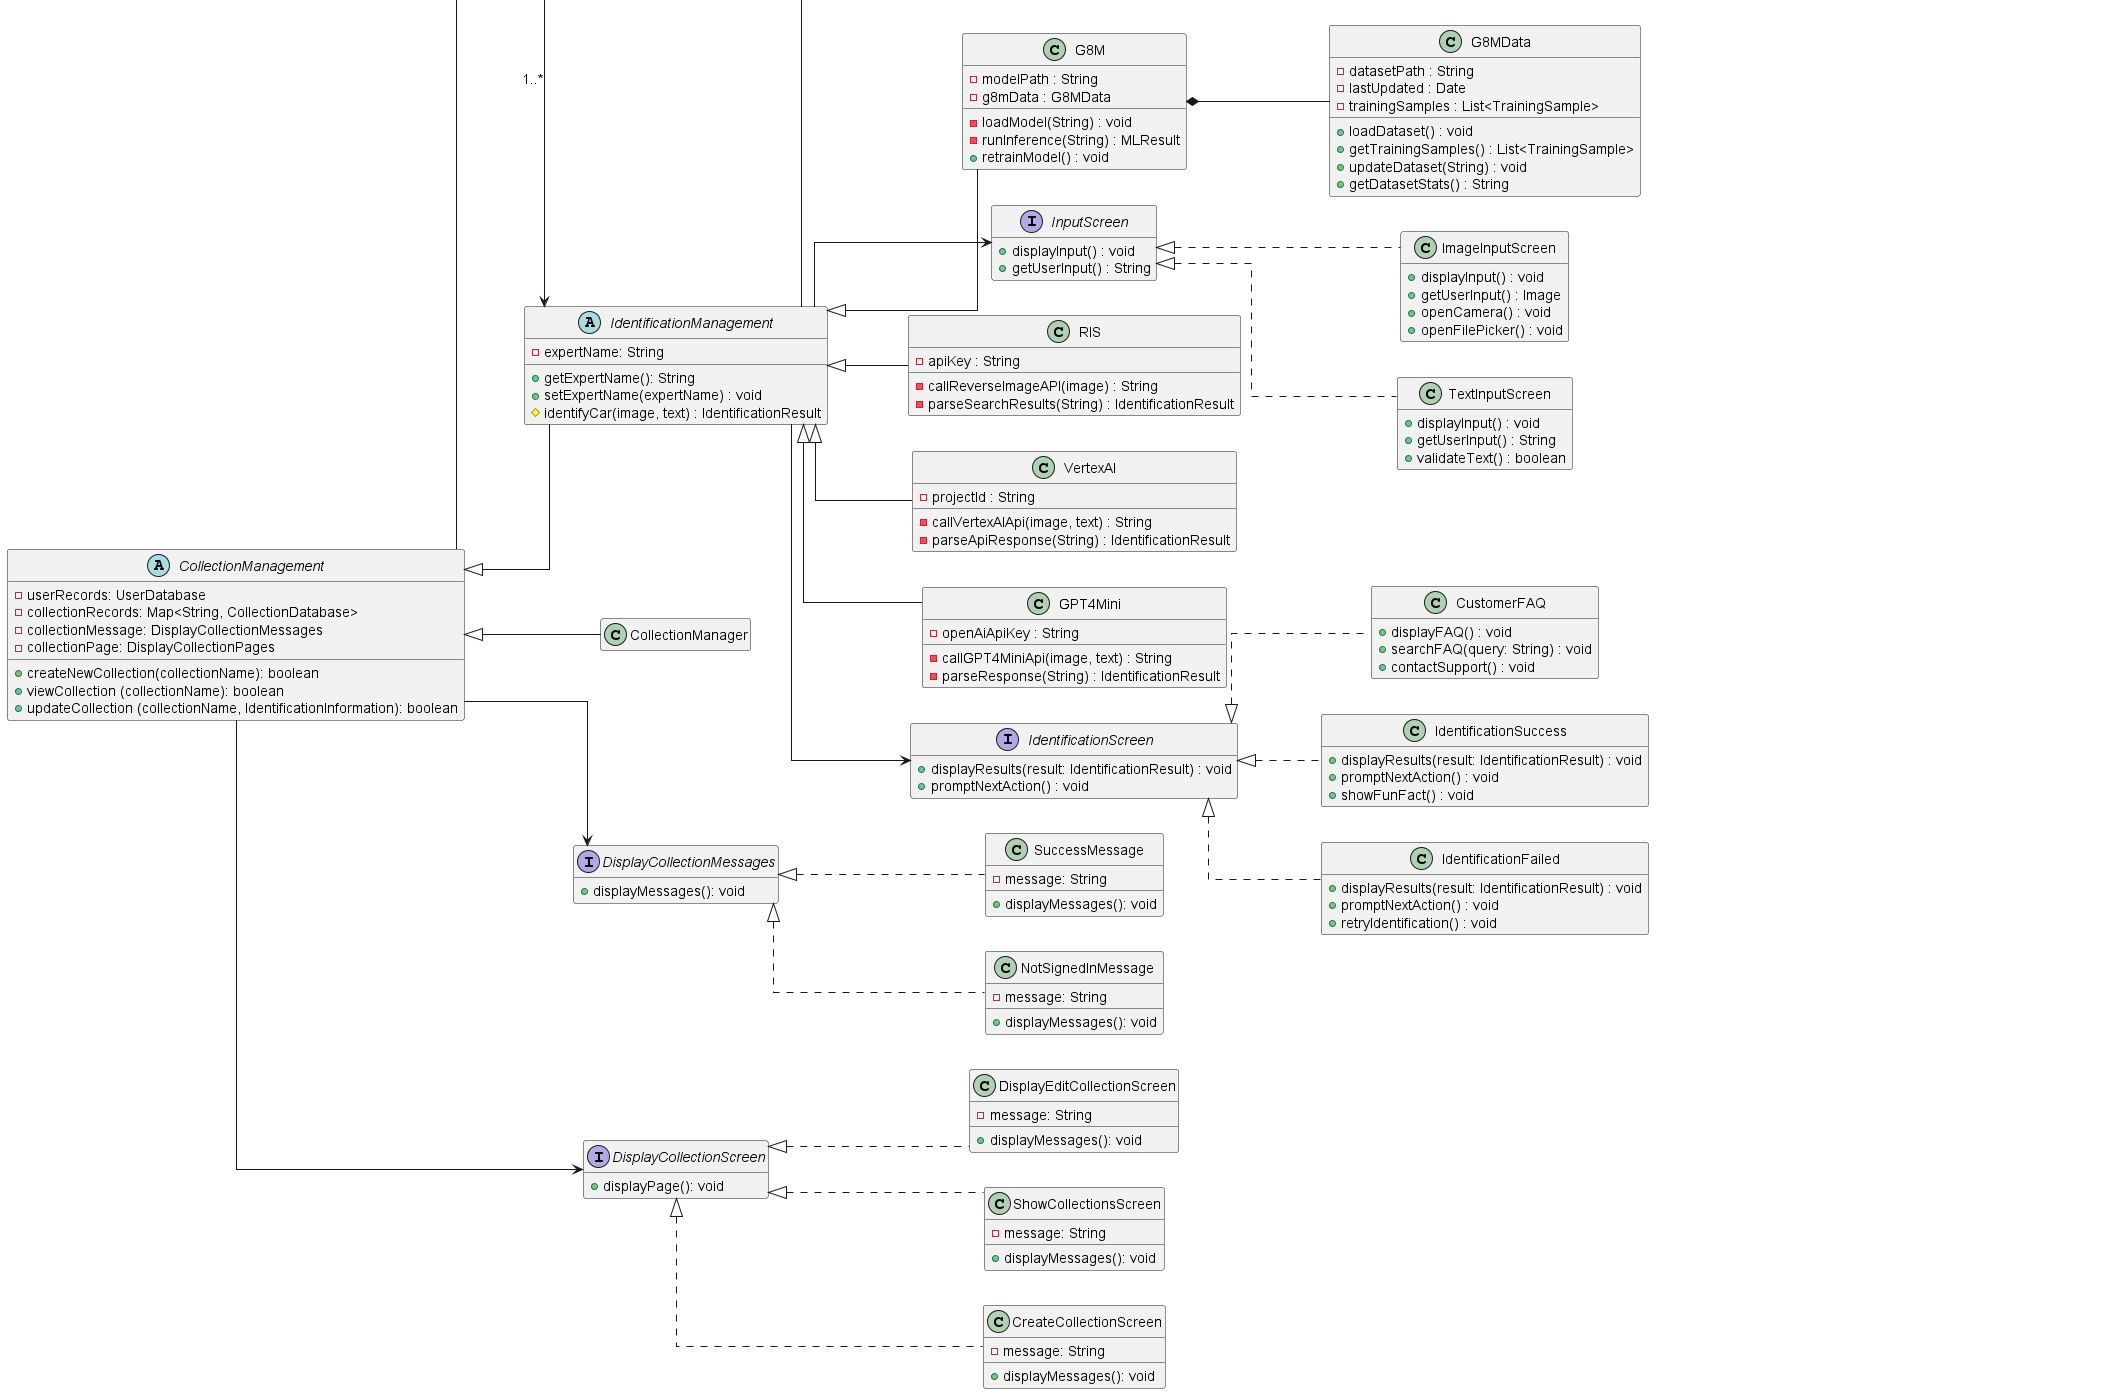 1..*
C G8M
modelPath : String
g8mData : G8MData
loadModel(String) : void
runInference(String) : MLResult
retrainModel() : void
C G8MData
datasetPath : String
lastUpdated : Date
trainingSamples : List<TrainingSample>
loadDataset() : void
getTrainingSamples() : List<TrainingSample>
updateDataset(String) : void
getDatasetStats() : String
I InputScreen
displayInput() : void
getUserInput() : String
C ImageInputScreen
displayInput() : void
getUserInput() : Image
openCamera() : void
openFilePicker() : void
A IdentificationManagement
expertName: String
getExpertName(): String
setExpertName(expertName) : void
identifyCar(image, text) : IdentificationResult
C RIS
apiKey : String
callReverseImageAPI(image) : String
parseSearchResults(String) : IdentificationResult
C TextInputScreen
displayInput() : void
getUserInput() : String
validateText() : boolean
C VertexAI
projectId : String
callVertexAIApi(image, text) : String
parseApiResponse(String) : IdentificationResult
A CollectionManagement
userRecords: UserDatabase
collectionRecords: Map<String, CollectionDatabase>
collectionMessage: DisplayCollectionMessages
collectionPage: DisplayCollectionPages
createNewCollection(collectionName): boolean
viewCollection (collectionName): boolean
updateCollection (collectionName, IdentificationInformation): boolean
C CollectionManager
C GPT4Mini
openAiApiKey : String
callGPT4MiniApi(image, text) : String
parseResponse(String) : IdentificationResult
C CustomerFAQ
displayFAQ() : void
searchFAQ(query: String) : void
contactSupport() : void
I IdentificationScreen
displayResults(result: IdentificationResult) : void
promptNextAction() : void
C IdentificationSuccess
displayResults(result: IdentificationResult) : void
promptNextAction() : void
showFunFact() : void
I DisplayCollectionMessages
displayMessages(): void
C SuccessMessage
message: String
displayMessages(): void
C IdentificationFailed
displayResults(result: IdentificationResult) : void
promptNextAction() : void
retryIdentification() : void
C NotSignedInMessage
message: String
displayMessages(): void
C DisplayEditCollectionScreen
message: String
displayMessages(): void
I DisplayCollectionScreen
displayPage(): void
C ShowCollectionsScreen
message: String
displayMessages(): void
C CreateCollectionScreen
message: String
displayMessages(): void